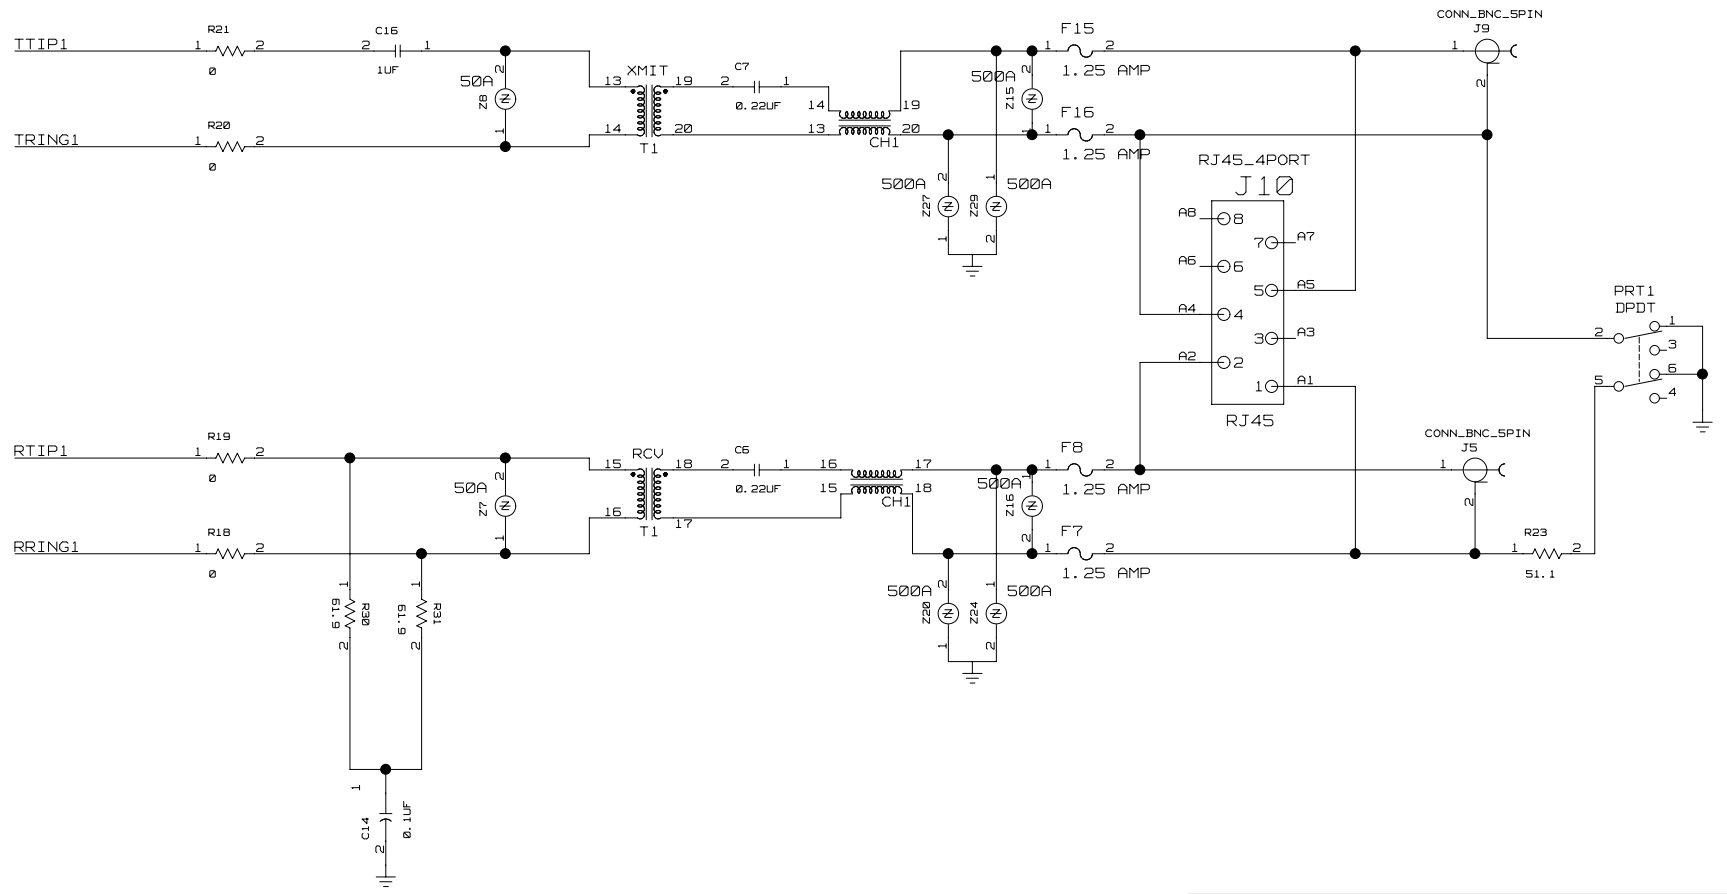 CONN_BNC_5PIN
J9
TTIP1
1 R21 2
0
2 C16 1
1UF
50A
2
Z8
1
TRING1
1 R20 2
0
XMIT
13 19
14 20
T1
C7
2 1
0.22UF
14 19
13 20
CH1
500A
2
Z15
1
F15
1 2
1.25 AMP
F16
1 2
1.25 AMP
1
2
500A
2
Z27
1
1
Z29
2
500A
RJ45_4PORT
J10
A8 8
7 A7
A6 6
5 A5
A4 4
3 A3
A2 2
1 A1
RJ45
PRT1
DPDT
2 1
3
6
5 4
RTIP1
1 R19 2
0
RRING1
1 R18 2
0
50A
2
Z7
1
RCV
15 18
16 17
T1
C6
2 1
0.22UF
16 17
15 18
CH1
500A
1
Z16
2
F8
1 2
1.25 AMP
F7
1 2
1.25 AMP
CONN_BNC_5PIN
J5
1
2
R23
1 2
51.1
500A
2
Z20
1
1
Z24
2
500A
1
61.9
R30
2
1
61.9
R31
2
1
C14
0.1UF
2